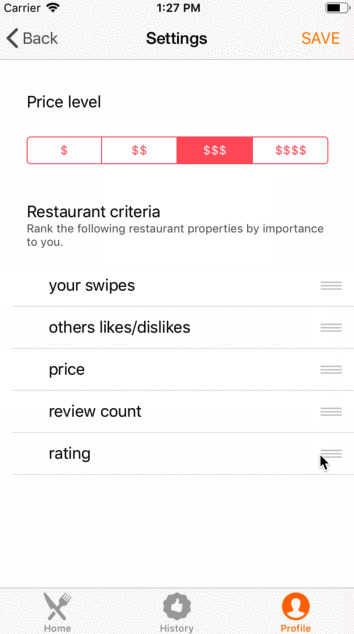 Carrier 1:27 PM
Back Settings SAVE
Price level
$ $$ $$$ $$$$
Restaurant criteria
Rank the following restaurant properties by importance
to you.
your swipes
others likes/dislikes
price
review count
rating
Home History Profile